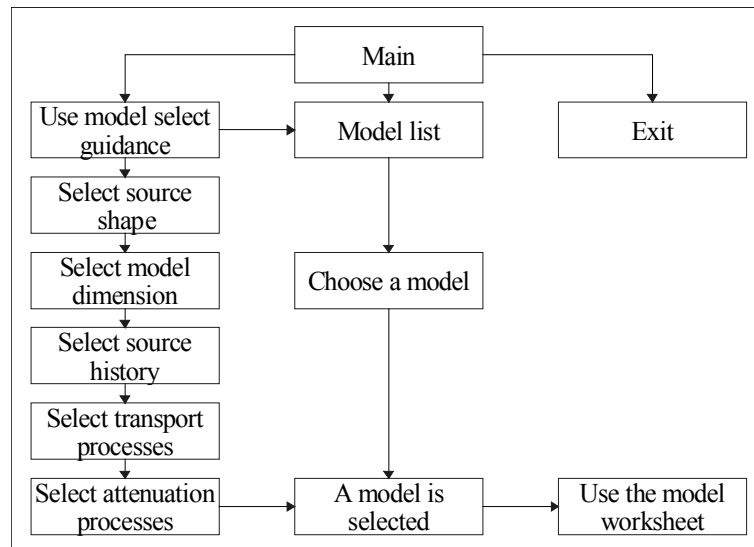 Main
Use model select
guidance
Model list
Exit
Select source
shape
Select model
dimension
Choose a model
Select source
history
Select transport
processes
Select attenuation
processes
A model is
selected
Use the model
worksheet